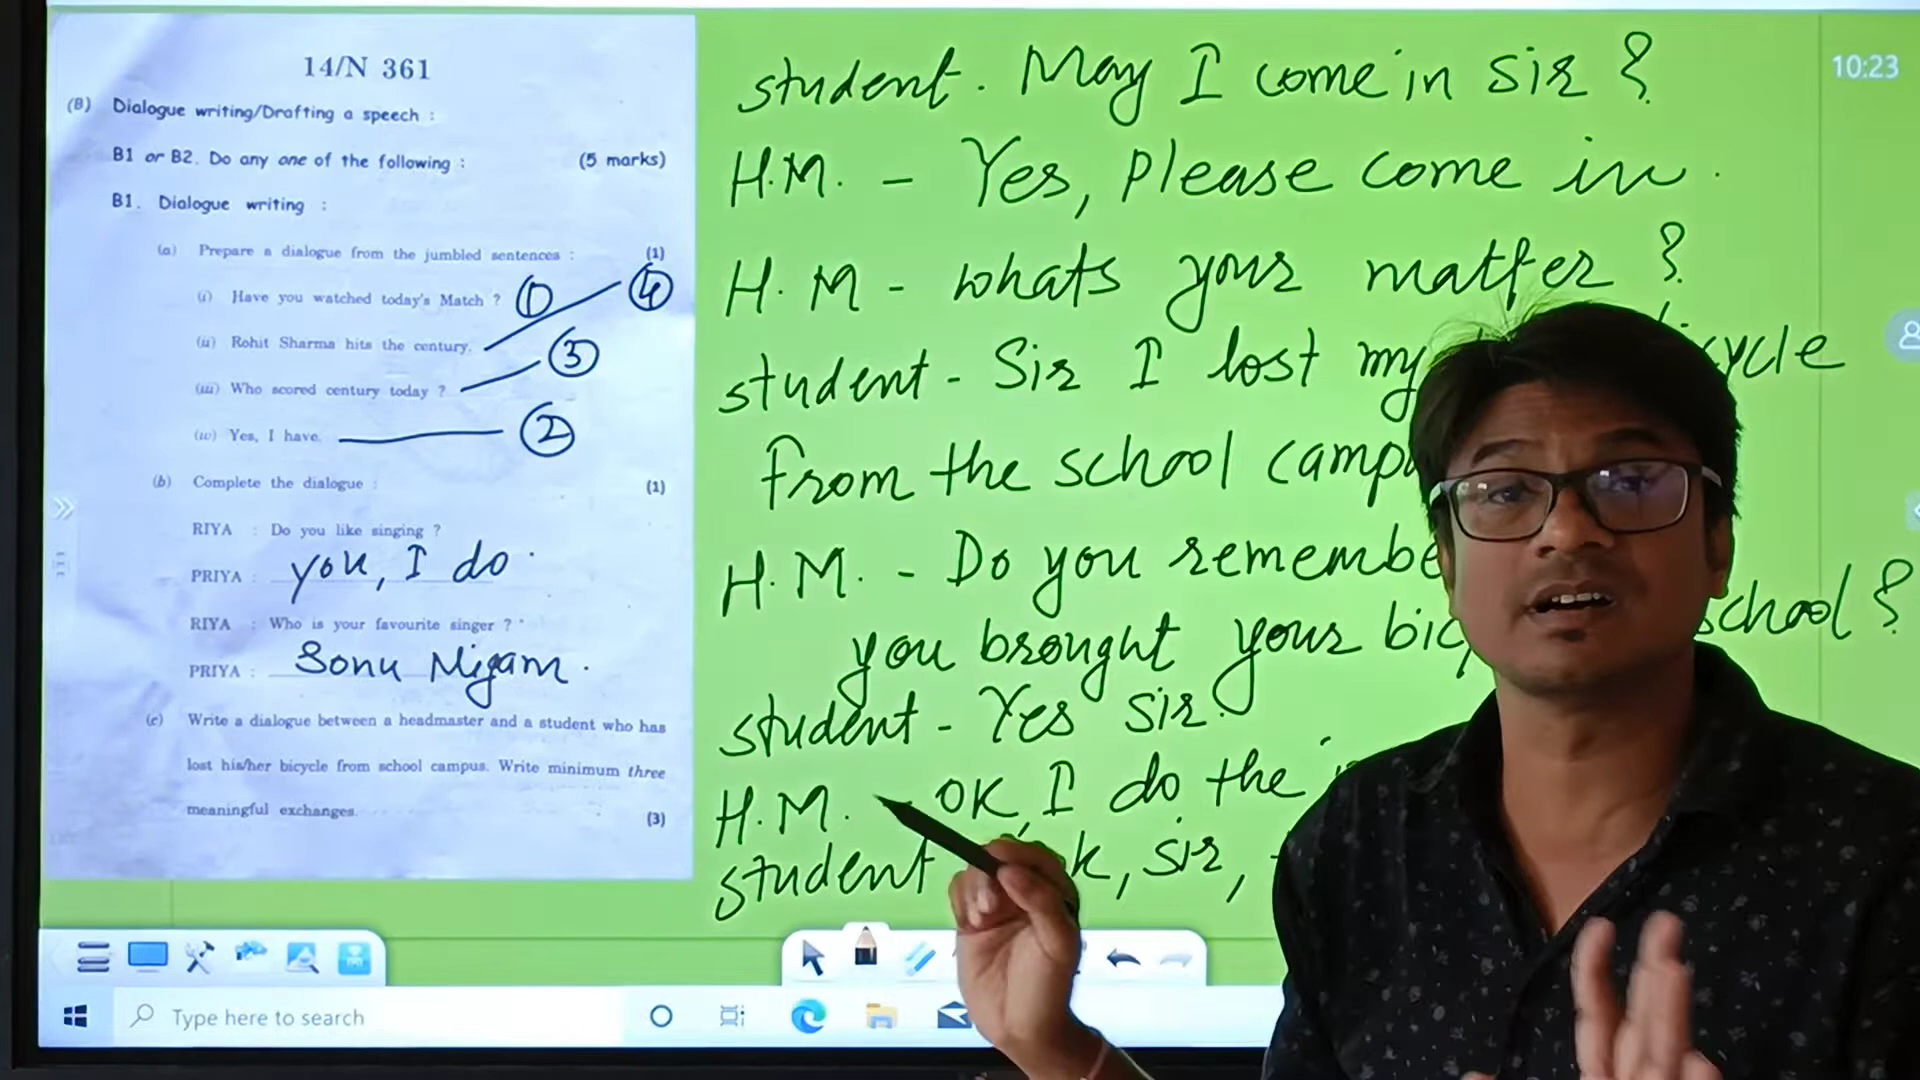 14/N 361
(B) Dialogue writing/Drafting a speech :
B1 or B2. Do any one of the following : (5 marks)
B1. Dialogue writing :
(a) Prepare a dialogue from the jumbled sentences : (1)
(i) Have you watched today's Match ? ① ④
(ii) Rohit Sharma hits the century.
(iii) Who scored century today ? ③
(iv) Yes, I have. ②
(b) Complete the dialogue : (1)
RIYA : Do you like singing ?
PRIYA : you, I do .
RIYA : Who is your favourite singer ?
PRIYA : Sonu Nigam .
(c) Write a dialogue between a headmaster and a student who has
lost his/her bicycle from school campus. Write minimum three
meaningful exchanges. (3)
student . May I come in Sir ?
H.M. - Yes, Please come in .
H.M - whats your matter ?
student - Sir I lost my
From the school camp
H.M. - Do you remembe
you brought your bic school ?
student - Yes Sir.
H.M. - OK, I do the
student k, sir,
10:23
Type here to search